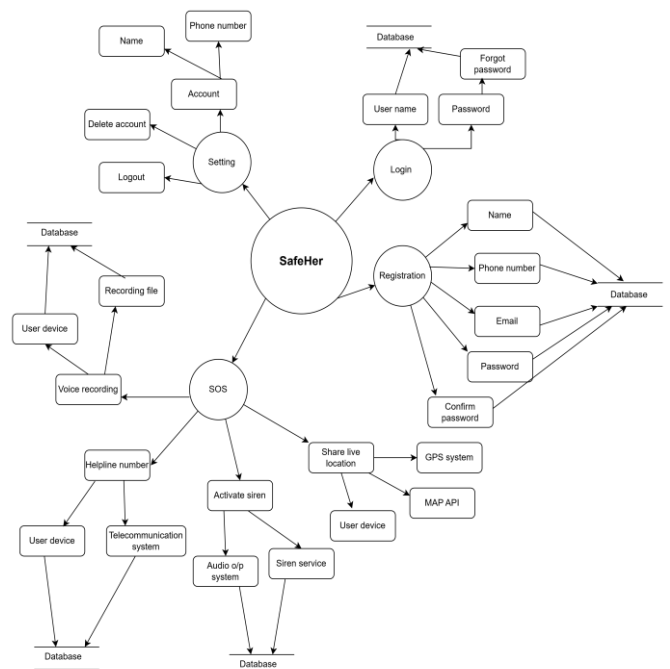 Phone number
Name
Account
Delete account
Setting
Logout
Database
Forgot
password
User name
Password
Login
SafeHer
Registration
Name
Phone number
Email
Password
Confirm
password
Database
Database
Recording file
User device
Voice recording
SOS
Helpline number
User device
Telecommunication
system
Database
Activate siren
Audio o/p
system
Siren service
Database
Share live
location
GPS system
MAP API
User device